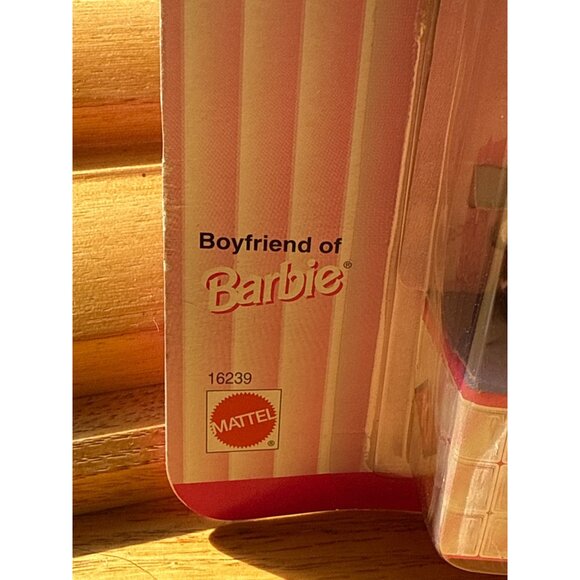 Boyfriend of
Barbie®
16239
MATTEL
®